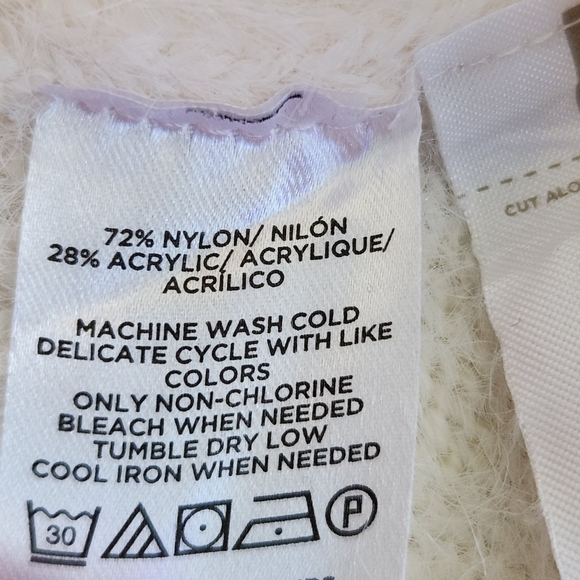 72% NYLON/ NILÓN
28% ACRYLIC/ ACRYLIQUE/
ACRÍLICO
MACHINE WASH COLD
DELICATE CYCLE WITH LIKE
COLORS
ONLY NON-CHLORINE
BLEACH WHEN NEEDED
TUMBLE DRY LOW
COOL IRON WHEN NEEDED
30 P
CUT ALO